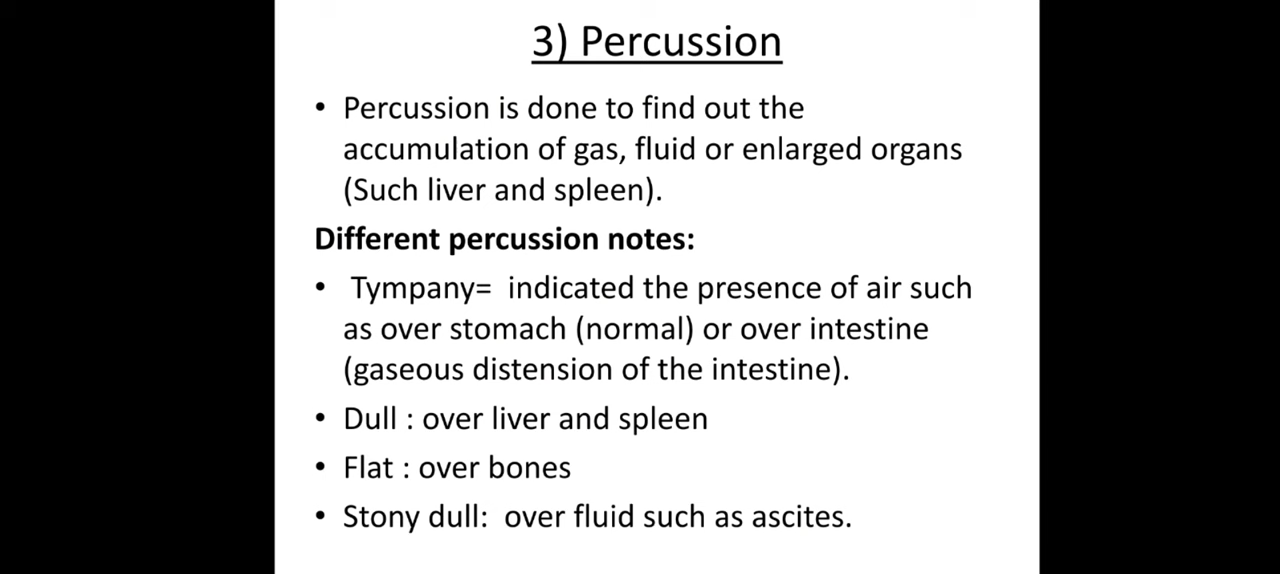 3) Percussion
• Percussion is done to find out the
accumulation of gas, fluid or enlarged organs
(Such liver and spleen).
Different percussion notes:
• Tympany= indicated the presence of air such
as over stomach (normal) or over intestine
(gaseous distension of the intestine).
• Dull : over liver and spleen
• Flat : over bones
• Stony dull: over fluid such as ascites.